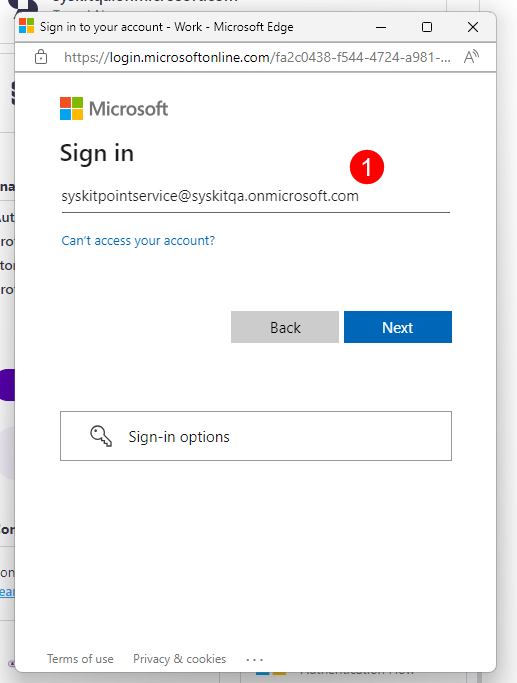 Sign in to your account - Work - Microsoft Edge
https://login.microsoftonline.com/fa2c0438-f544-4724-a981-...
Microsoft
Sign in
1
syskitpointservice@syskitqa.onmicrosoft.com
Can't access your account?
Back
Next
Sign-in options
Terms of use
Privacy & cookies
...